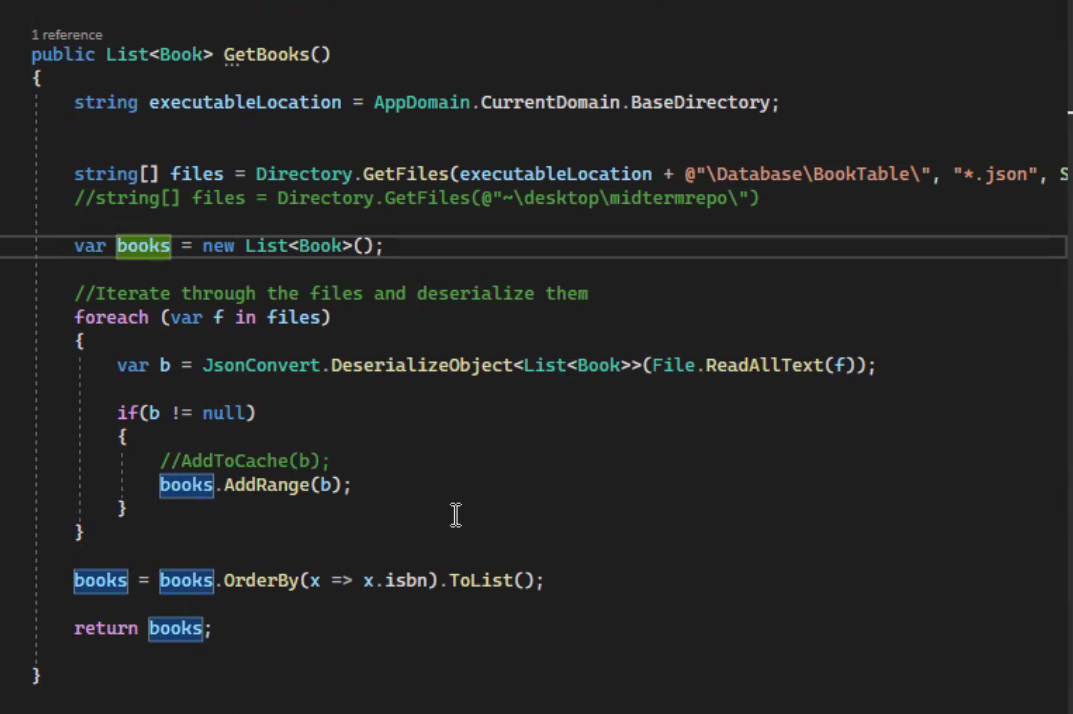 1 reference
public List<Book> GetBooks()
{
string executableLocation = AppDomain.CurrentDomain.BaseDirectory;
string[] files = Directory.GetFiles(executableLocation + @"\Database\BookTable\", "*.json", S
//string[] files = Directory.GetFiles(@"~\desktop\midtermrepo\")
var books = new List<Book>();
//Iterate through the files and deserialize them
foreach (var f in files)
{
var b = JsonConvert.DeserializeObject<List<Book>>(File.ReadAllText(f));
if(b != null)
{
//AddToCache(b);
books.AddRange(b);
}
}
books = books.OrderBy(x => x.isbn).ToList();
return books;
}